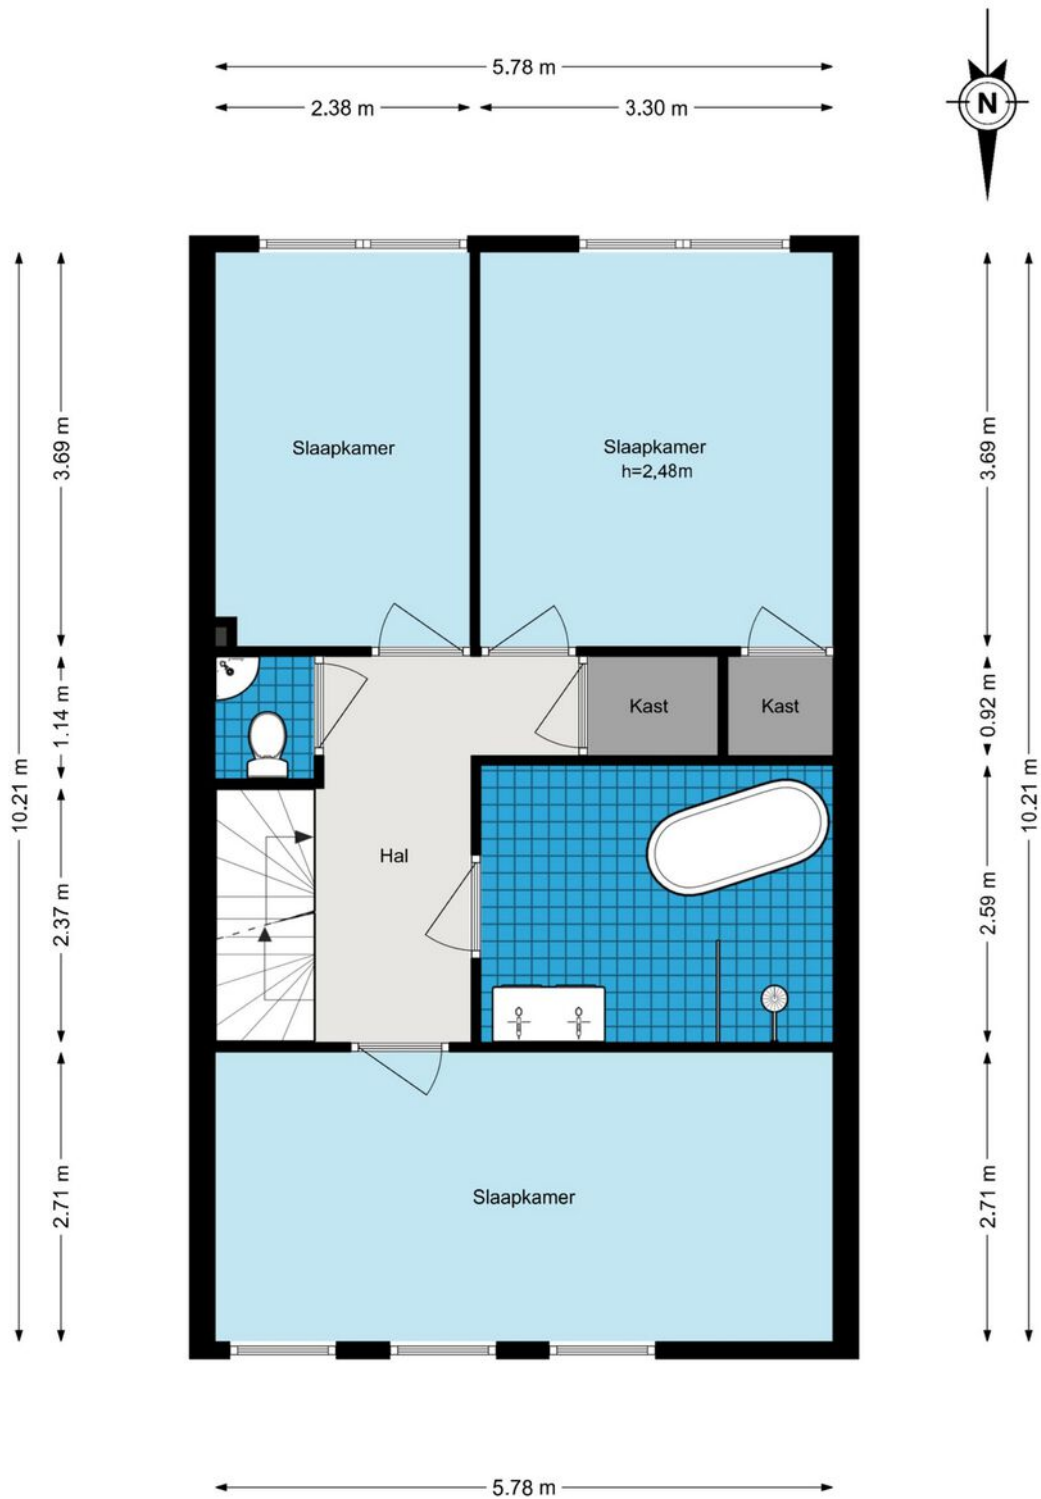 5.78 m
2.38 m
3.30 m
N
10.21 m
3.69 m
1.14 m
2.37 m
2.71 m
Slaapkamer
Slaapkamer
h=2,48m
Kast
Kast
Hal
Slaapkamer
3.69 m
0.92 m
2.59 m
2.71 m
10.21 m
5.78 m